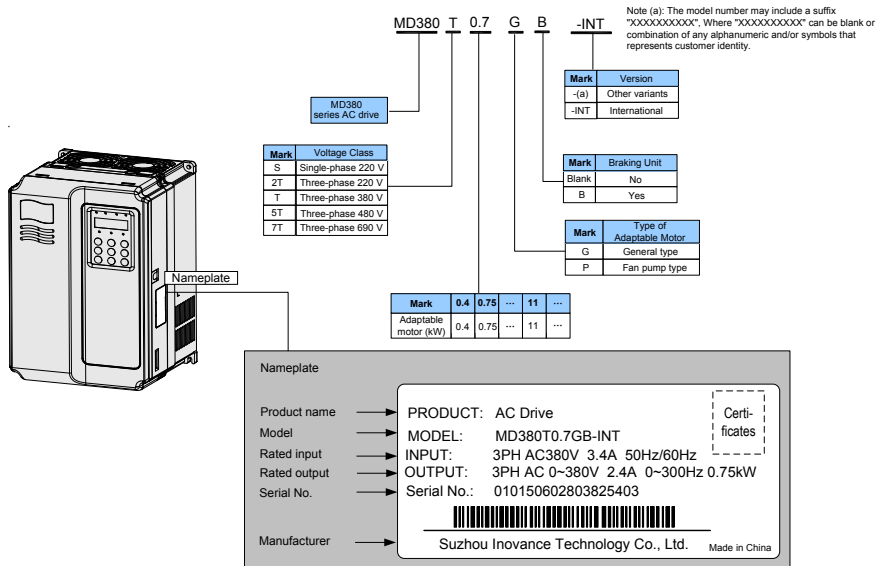 MD380 T 0.7 G B -INT
Note (a): The model number may include a suffix
"XXXXXXXXXX", Where "XXXXXXXXXX" can be blank or
combination of any alphanumeric and/or symbols that
represents customer identity.
Mark Version
-(a) Other variants
-INT International
MD380
series AC drive
Mark Voltage Class
S Single-phase 220 V
2T Three-phase 220 V
T Three-phase 380 V
5T Three-phase 480 V
7T Three-phase 690 V
Mark Braking Unit
Blank No
B Yes
Mark Type of
Adaptable Motor
G General type
P Fan pump type
Nameplate
Mark 0.4 0.75 ... 11 ...
Adaptable
motor (kW) 0.4 0.75 ... 11 ...
Nameplate
Product name PRODUCT: AC Drive
Certi-
ficates
Model MODEL: MD380T0.7GB-INT
Rated input INPUT: 3PH AC380V 3.4A 50Hz/60Hz
Rated output OUTPUT: 3PH AC 0~380V 2.4A 0~300Hz 0.75kW
Serial No. Serial No.: 010150602803825403
Manufacturer Suzhou Inovance Technology Co., Ltd. Made in China